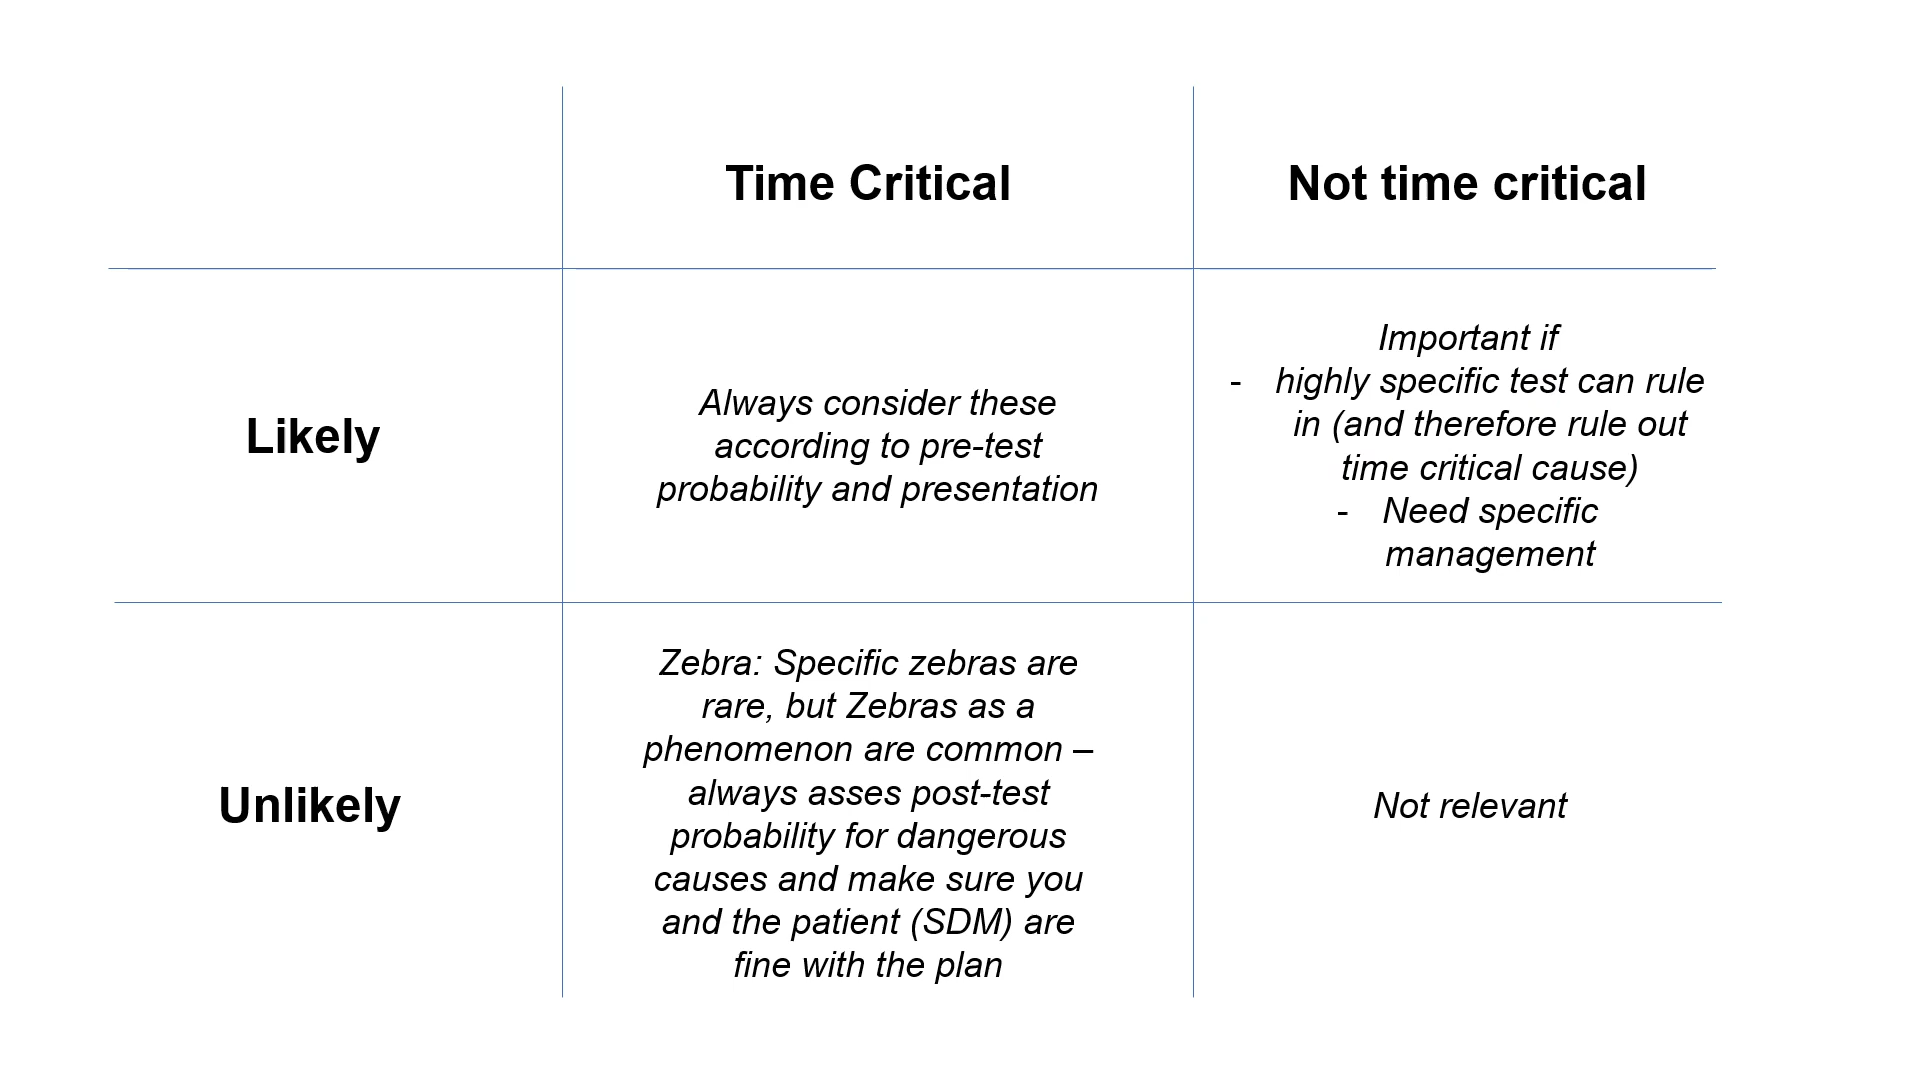 Time Critical
Not time critical
Likely
Always consider these
according to pre-test
probability and presentation
Important if
- highly specific test can rule
in (and therefore rule out
time critical cause)
- Need specific
management
Unlikely
Zebra: Specific zebras are
rare, but Zebras as a
phenomenon are common –
always asses post-test
probability for dangerous
causes and make sure you
and the patient (SDM) are
fine with the plan
Not relevant